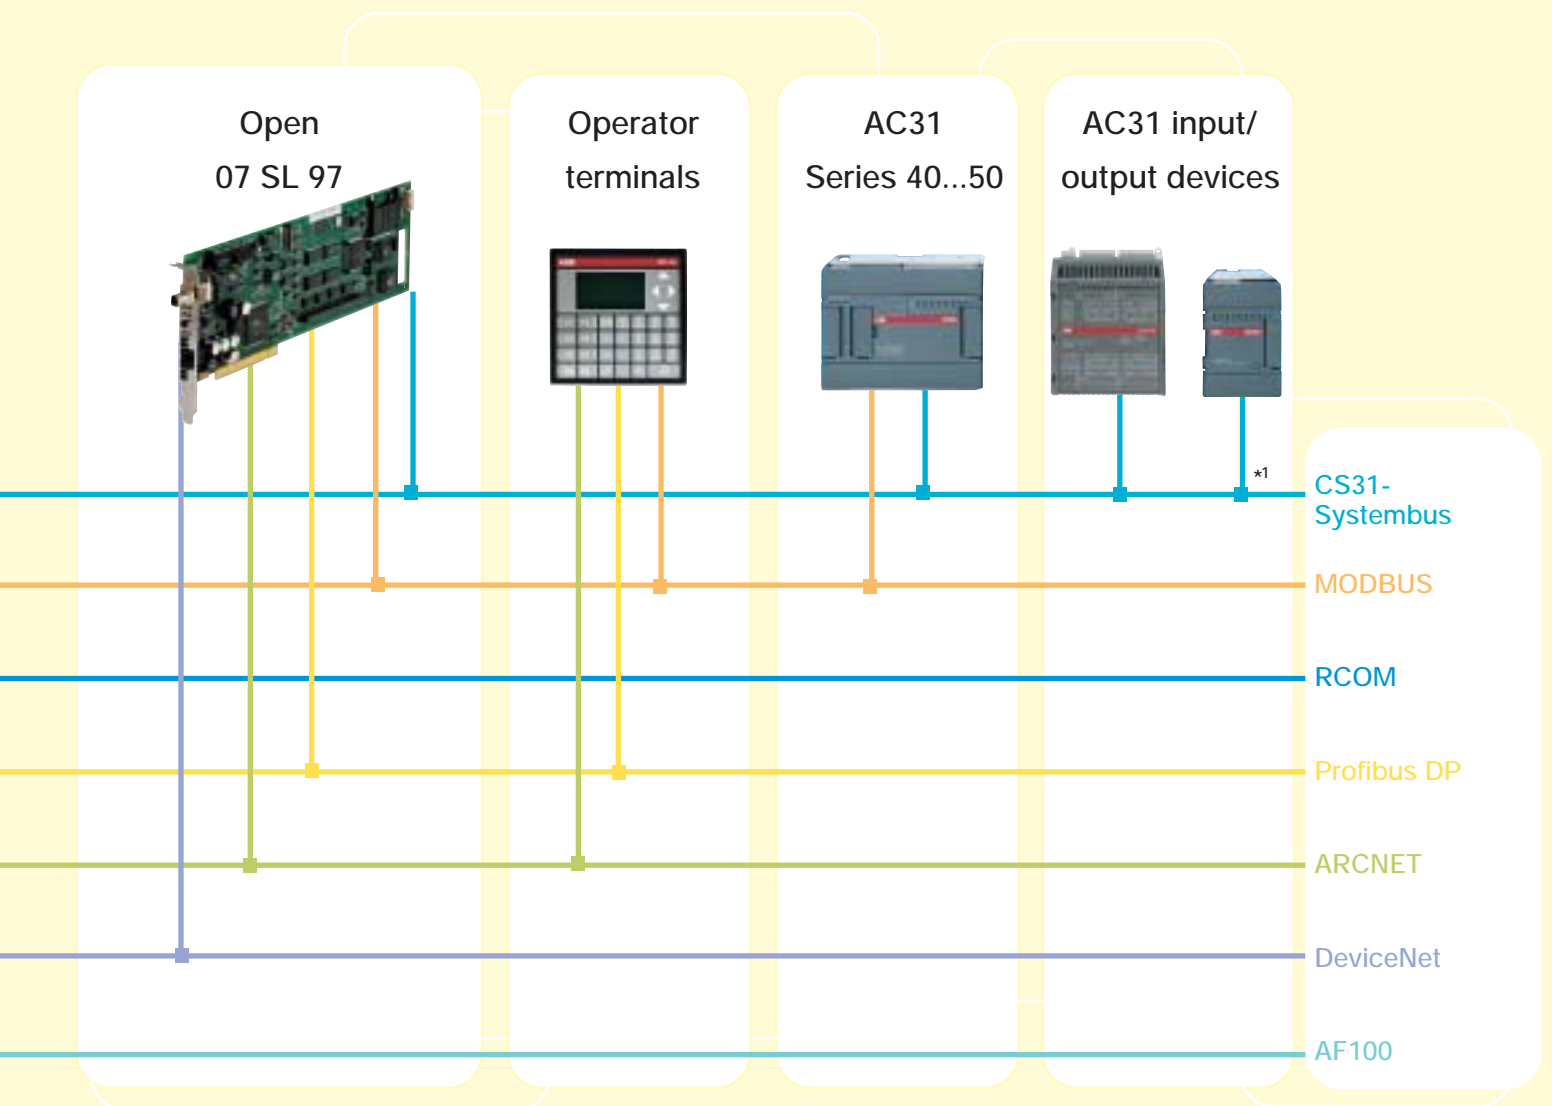 Open
07 SL 97
Operator
terminals
AC31
Series 40...50
AC31 input/
output devices
*1
CS31-
Systembus
MODBUS
RCOM
Profibus DP
ARCNET
DeviceNet
AF100